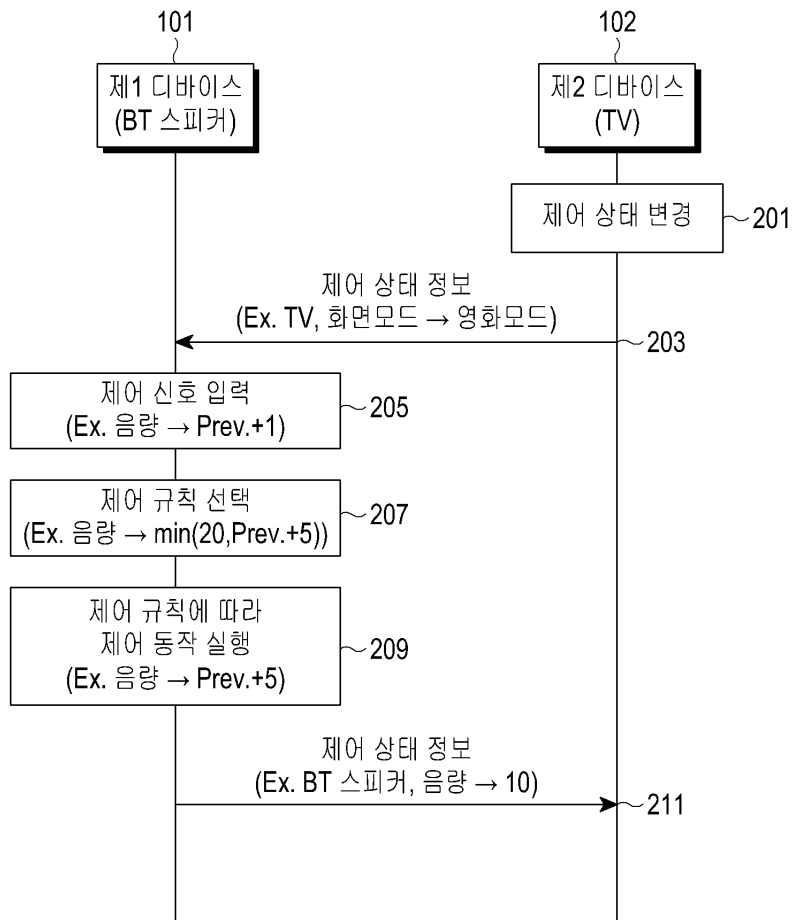 101
102
제1 디바이스
(BT 스피커)
제2 디바이스
(TV)
제어 상태 변경
201
제어 상태 정보
(Ex. TV, 화면모드 → 영화모드)
203
제어 신호 입력
(Ex. 음량 → Prev.+1)
205
제어 규칙 선택
(Ex. 음량 → min(20,Prev.+5))
207
제어 규칙에 따라
제어 동작 실행
(Ex. 음량 → Prev.+5)
209
제어 상태 정보
(Ex. BT 스피커, 음량 → 10)
211